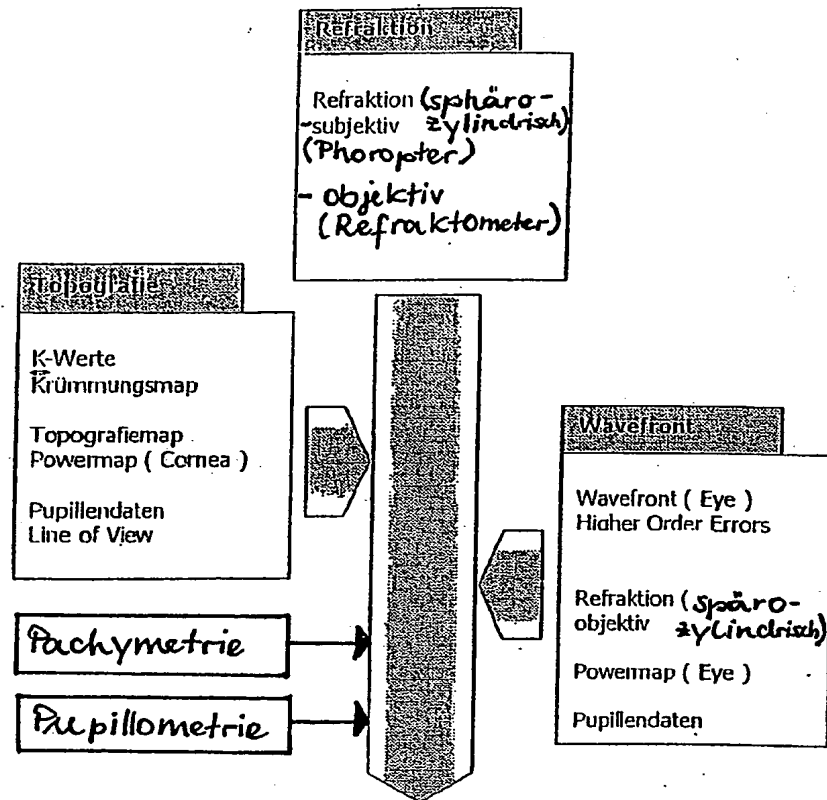 Refraktion
Refraktion (sphäro-
-subjektiv zylindrisch)
(Phoropter)
- objektiv
(Refraktometer)
Topografie
K-Werte
Krümmungsmap
Topografiemap
Powermap ( Cornea )
Pupillendaten
Line of View
Pachymetrie
Pupillometrie
Wavefront
Wavefront ( Eye )
Higher Order Errors
Refraktion (späro-
objektiv zylindrisch)
Powermap ( Eye )
Pupillendaten